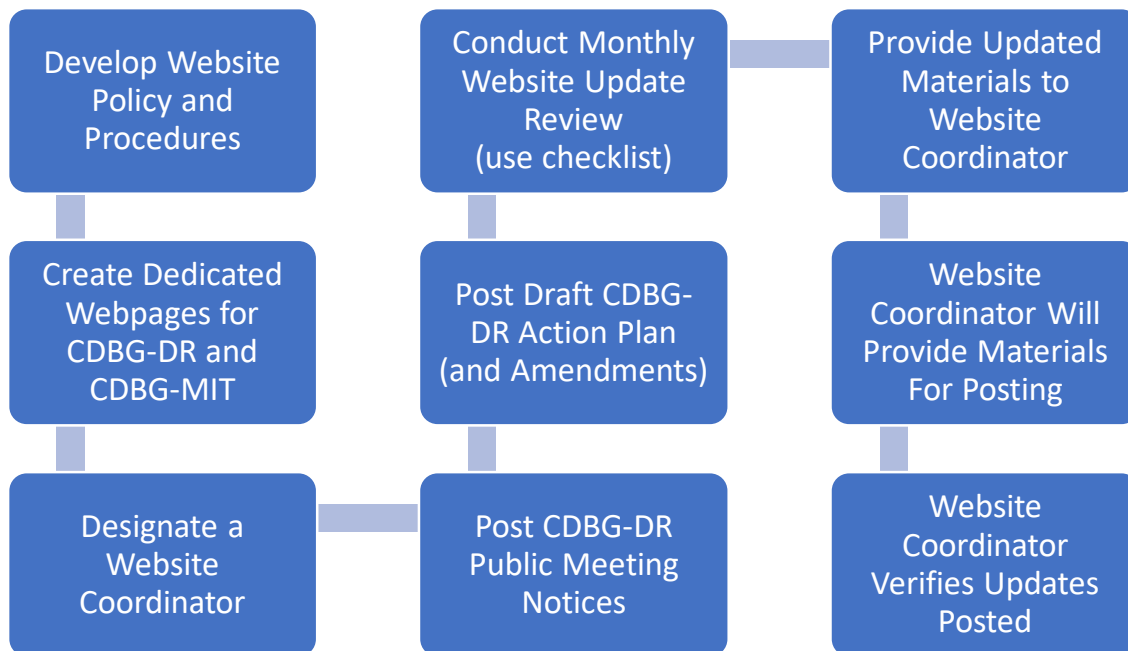 Develop Website
Policy and
Procedures
Create Dedicated
Webpages for
CDBG-DR and
CDBG-MIT
Designate a
Website
Coordinator
Post CDBG-DR
Public Meeting
Notices
Post Draft CDBG-
DR Action Plan
(and Amendments)
Conduct Monthly
Website Update
Review
(use checklist)
Provide Updated
Materials to
Website
Coordinator
Website
Coordinator Will
Provide Materials
For Posting
Website
Coordinator
Verifies Updates
Posted